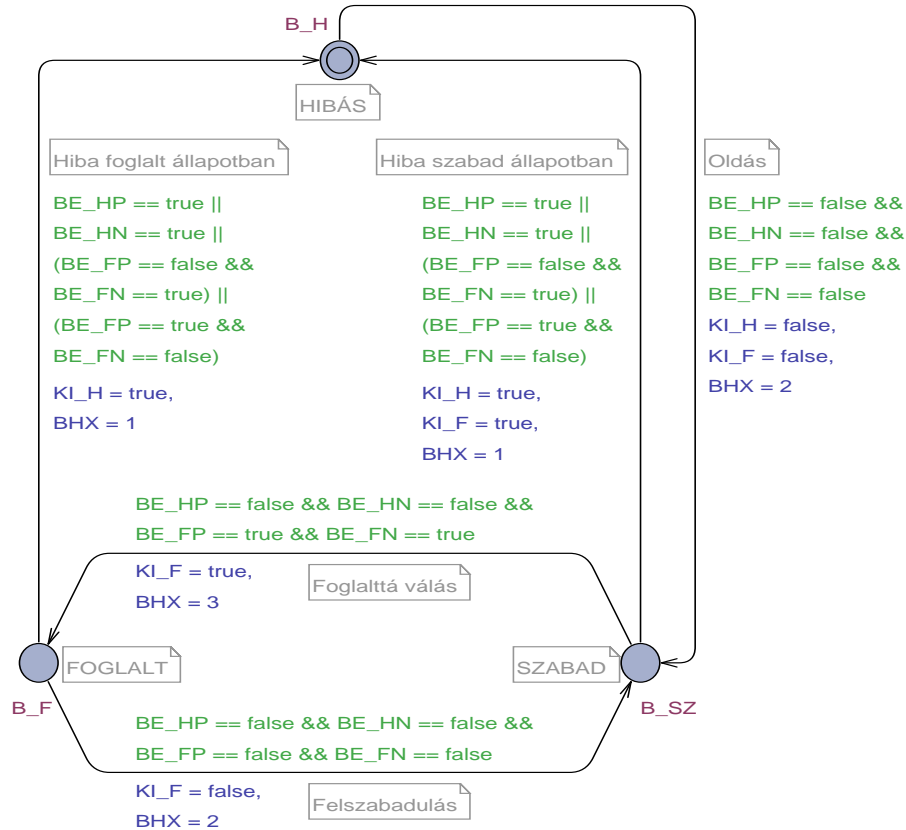 B_H
HIBÁS
Hiba foglalt állapotban
BE_HP == true ||
BE_HN == true ||
(BE_FP == false &&
BE_FN == true) ||
(BE_FP == true &&
BE_FN == false)
KI_H = true,
BHX = 1
Hiba szabad állapotban
BE_HP == true ||
BE_HN == true ||
(BE_FP == false &&
BE_FN == true) ||
(BE_FP == true &&
BE_FN == false)
KI_H = true,
KI_F = true,
BHX = 1
Oldás
BE_HP == false &&
BE_HN == false &&
BE_FP == false &&
BE_FN == false
KI_H = false,
KI_F = false,
BHX = 2
BE_HP == false && BE_HN == false &&
BE_FP == true && BE_FN == true
KI_F = true,
BHX = 3
Foglalttá válás
FOGLALT
SZABAD
B_F
B_SZ
BE_HP == false && BE_HN == false &&
BE_FP == false && BE_FN == false
KI_F = false,
BHX = 2
Felszabadulás